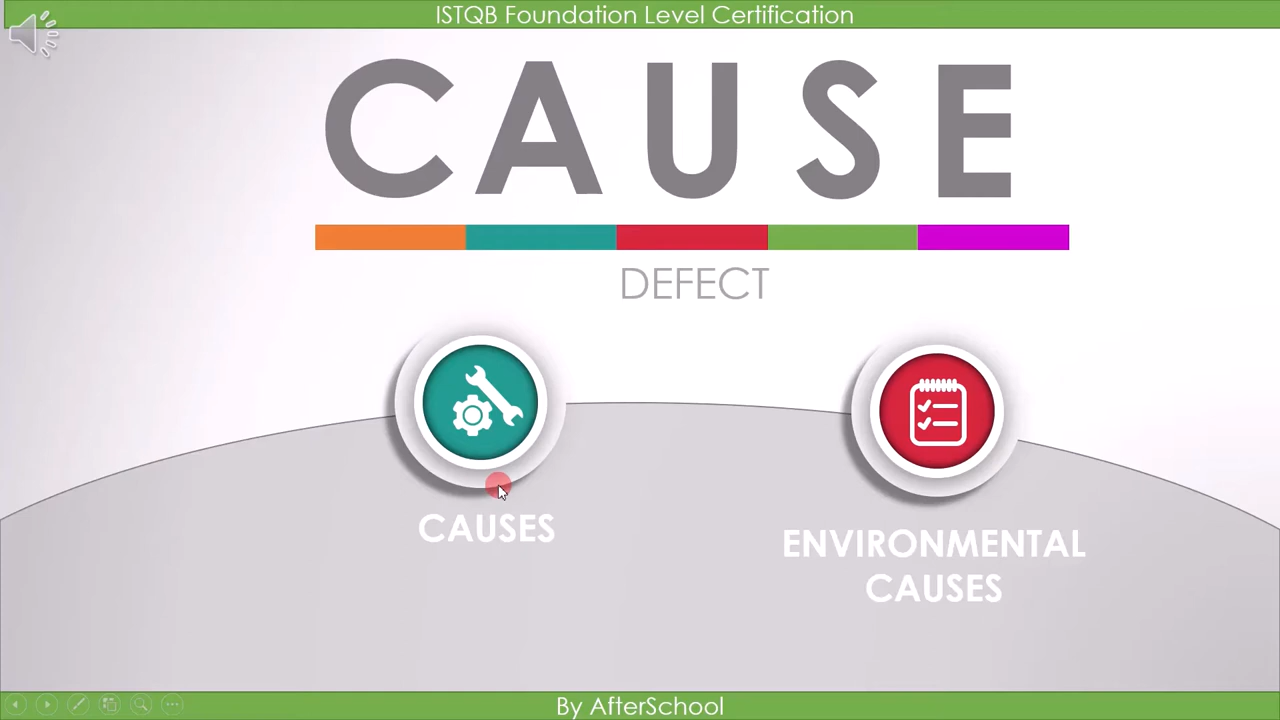 ISTQB Foundation Level Certification
CAUSE
DEFECT
CAUSES
ENVIRONMENTAL
CAUSES
By AfterSchool